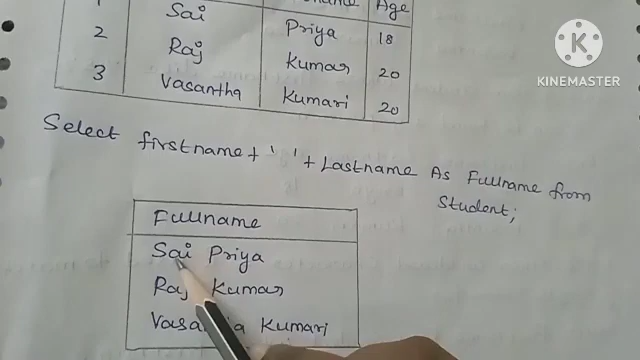 Age
1 Sai Priya 18
2 Raj Kumar 20
3 Vasantha Kumari 20
KINEMASTER
Select firstname + ' ' + Lastname As Fullname from
Student;
Fullname
Sai Priya
Raj Kumar
Kumari